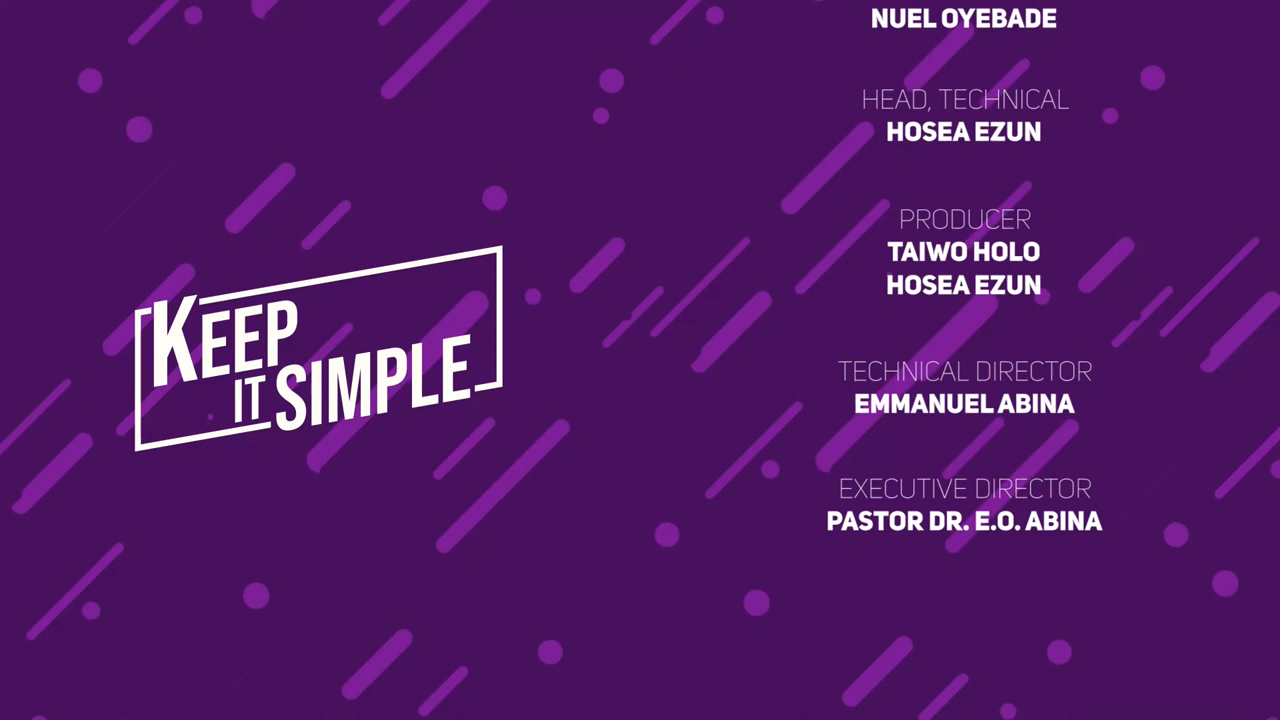 KEEP
IT SIMPLE
NUEL OYEBADE
HEAD, TECHNICAL
HOSEA EZUN
PRODUCER
TAIWO HOLO
HOSEA EZUN
TECHNICAL DIRECTOR
EMMANUEL ABINA
EXECUTIVE DIRECTOR
PASTOR DR. E.O. ABINA